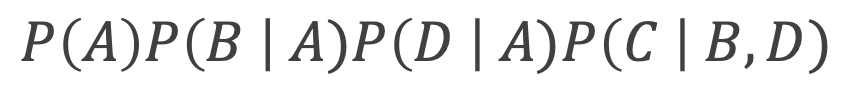 P(A)P(B | A)P(D | A)P(C | B, D)